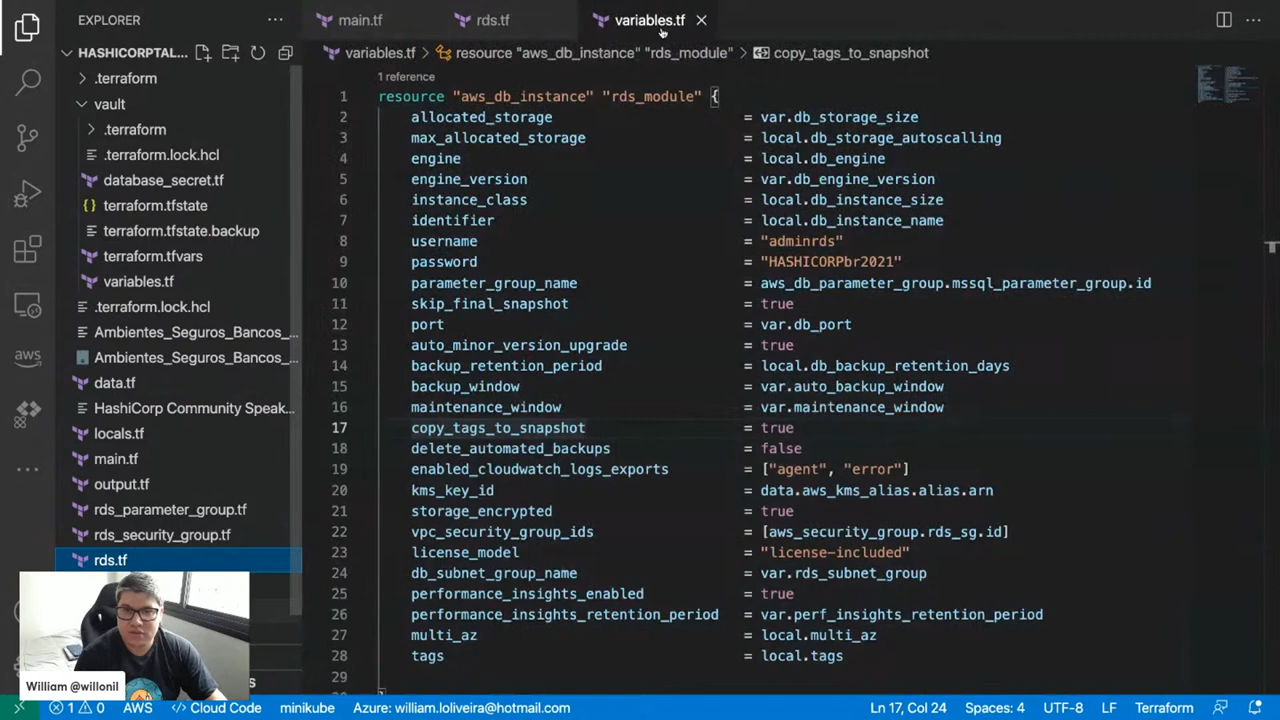 EXPLORER
main.tf
rds.tf
variables.tf
HASHICORPTAL...
variables.tf > resource "aws_db_instance" "rds_module" > copy_tags_to_snapshot
.terraform
vault
.terraform
.terraform.lock.hcl
database_secret.tf
terraform.tfstate
terraform.tfstate.backup
terraform.tfvars
variables.tf
.terraform.lock.hcl
Ambientes_Seguros_Bancos_...
Ambientes_Seguros_Bancos_...
data.tf
HashiCorp Community Speak...
locals.tf
main.tf
output.tf
rds_parameter_group.tf
rds_security_group.tf
rds.tf
aws
1 reference
1 resource "aws_db_instance" "rds_module" {
2 allocated_storage = var.db_storage_size
3 max_allocated_storage = local.db_storage_autoscalling
4 engine = local.db_engine
5 engine_version = var.db_engine_version
6 instance_class = local.db_instance_size
7 identifier = local.db_instance_name
8 username = "adminrds"
9 password = "HASHICORPbr2021"
10 parameter_group_name = aws_db_parameter_group.mssql_parameter_group.id
11 skip_final_snapshot = true
12 port = var.db_port
13 auto_minor_version_upgrade = true
14 backup_retention_period = local.db_backup_retention_days
15 backup_window = var.auto_backup_window
16 maintenance_window = var.maintenance_window
17 copy_tags_to_snapshot = true
18 delete_automated_backups = false
19 enabled_cloudwatch_logs_exports = ["agent", "error"]
20 kms_key_id = data.aws_kms_alias.alias.arn
21 storage_encrypted = true
22 vpc_security_group_ids = [aws_security_group.rds_sg.id]
23 license_model = "license-included"
24 db_subnet_group_name = var.rds_subnet_group
25 performance_insights_enabled = true
26 performance_insights_retention_period = var.perf_insights_retention_period
27 multi_az = local.multi_az
28 tags = local.tags
29
William @willonil
1 0 AWS </> Cloud Code minikube Azure: william.loliveira@hotmail.com Ln 17, Col 24 Spaces: 4 UTF-8 LF Terraform